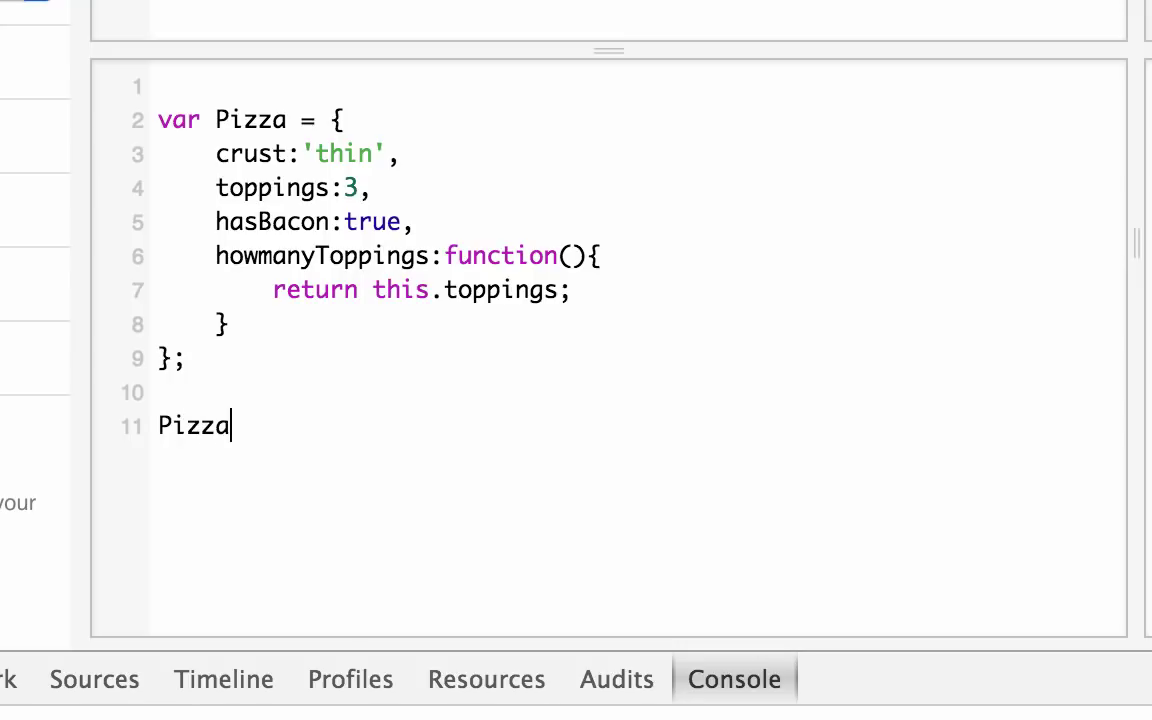 1
2 var Pizza = {
3 crust:'thin',
4 toppings:3,
5 hasBacon:true,
6 howmanyToppings:function(){
7 return this.toppings;
8 }
9 };
10
11 Pizza
your
rk Sources Timeline Profiles Resources Audits Console